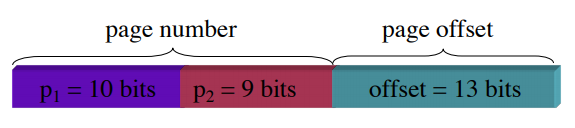 page number page offset
p₁ = 10 bits p₂ = 9 bits offset = 13 bits